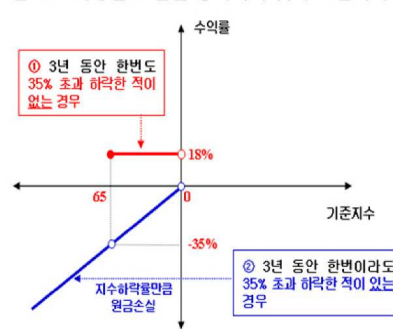 수익률
① 3년 동안 한번도
35% 초과 하락한 적이
없는 경우
18%
65
0
기준지수
-35%
지수하락률만큼
원금손실
② 3년 동안 한번이라도
35% 초과 하락한 적이 있는
경우